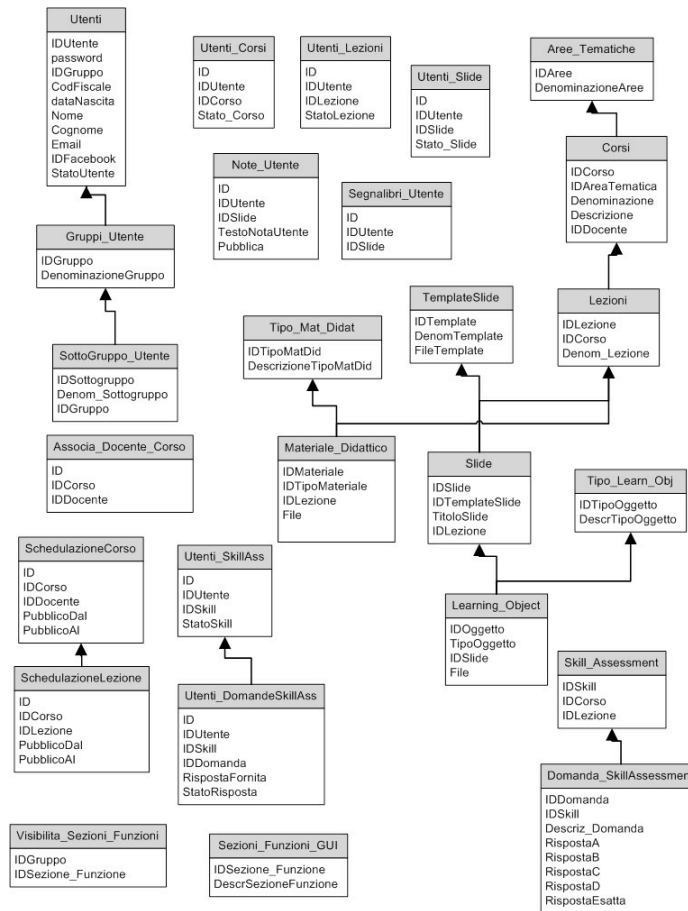 Utenti
IDUtente
password
IDGruppo
CodFiscale
dataNascita
Nome
Cognome
Email
IDFacebook
StatoUtente
Utenti_Corsi
ID
IDUtente
IDCorso
Stato_Corso
Utenti_Lezioni
ID
IDUtente
IDLezione
StatoLezione
Utenti_Slide
ID
IDUtente
IDSlide
Stato_Slide
Aree_Tematiche
IDAree
DenominazioneAree
Note_Utente
ID
IDUtente
IDSlide
TestoNotaUtente
Pubblica
Segnalibri_Utente
ID
IDUtente
IDSlide
Corsi
IDCorso
IDAreaTematica
Denominazione
Descrizione
IDDocente
Gruppi_Utente
IDGruppo
DenominazioneGruppo
Tipo_Mat_Didat
IDTipoMatDid
DescrizioneTipoMatDid
TemplateSlide
IDTemplate
DenomTemplate
FileTemplate
Lezioni
IDLezione
IDCorso
Denom_Lezione
SottoGruppo_Utente
IDSottogruppo
Denom_Sottogruppo
IDGruppo
Associa_Docente_Corso
ID
IDCorso
IDDocente
Materiale_Didattico
IDMateriale
IDTipoMateriale
IDLezione
File
Slide
IDSlide
IDTemplateSlide
TitoloSlide
IDLezione
Tipo_Learn_Obj
IDTipoOggetto
DescrTipoOggetto
SchedulazioneCorso
ID
IDCorso
IDDocente
PubblicoDal
PubblicoAl
Utenti_SkillAss
ID
IDUtente
IDSkill
StatoSkill
Learning_Object
IDOggetto
TipoOggetto
IDSlide
File
Skill_Assessment
IDSkill
IDCorso
IDLezione
SchedulazioneLezione
ID
IDCorso
IDLezione
PubblicoDal
PubblicoAl
Utenti_DomandeSkillAss
ID
IDUtente
IDSkill
IDDomanda
RispostaFornita
StatoRisposta
Domanda_SkillAssessment
IDDomanda
IDSkill
Descriz_Domanda
RispostaA
RispostaB
RispostaC
RispostaD
RispostaEsatta
Visibilita_Sezioni_Funzioni
IDGruppo
IDSezione_Funzione
Sezioni_Funzioni_GUI
IDSezione_Funzione
DescrSezioneFunzione